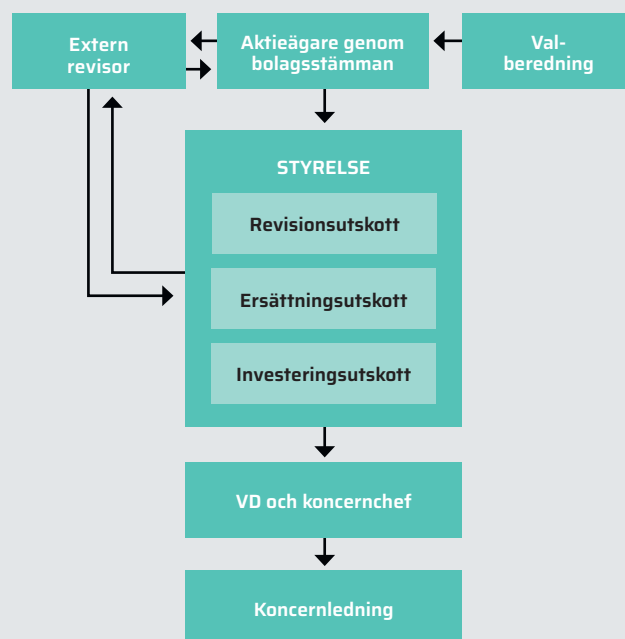 Extern
revisor
Aktieägare genom
bolagsstämman
Val-
beredning
STYRELSE
Revisionsutskott
Ersättningsutskott
Investeringsutskott
VD och koncernchef
Koncernledning